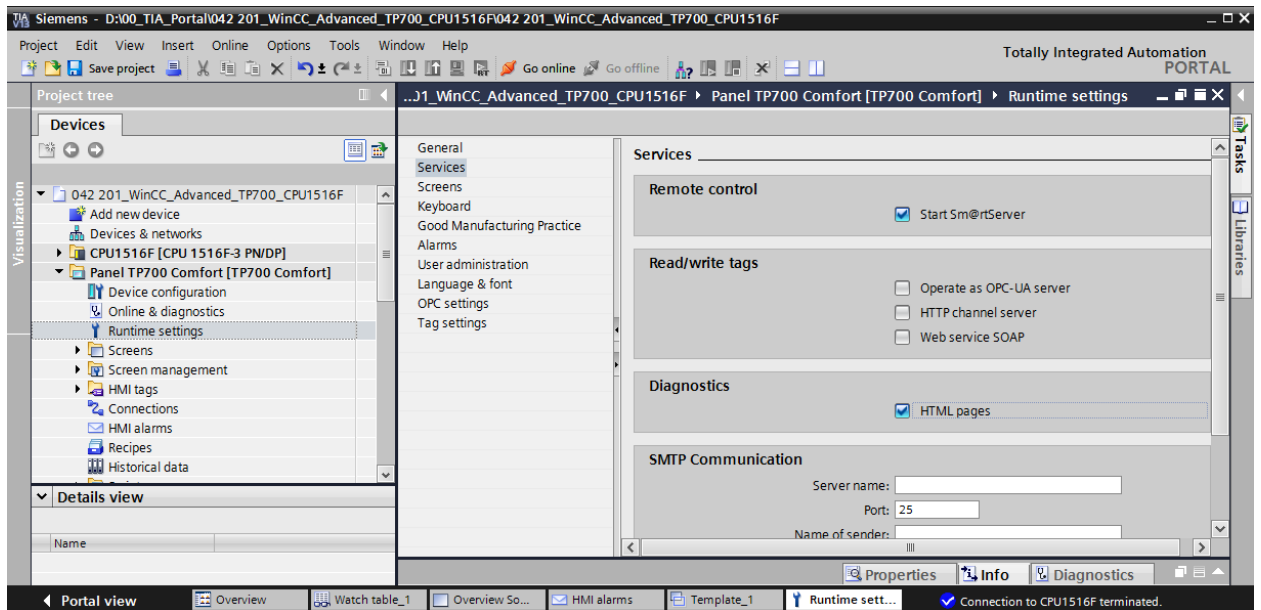 Siemens - D:\00_TIA_Portal\042 201_WinCC_Advanced_TP700_CPU1516F\042 201_WinCC_Advanced_TP700_CPU1516F
Project Edit View Insert Online Options Tools Window Help
Totally Integrated Automation
PORTAL
Save project Go online Go offline
Project tree
...J1_WinCC_Advanced_TP700_CPU1516F Panel TP700 Comfort [TP700 Comfort] Runtime settings
Devices
Visualization
042 201_WinCC_Advanced_TP700_CPU1516F
Add new device
Devices & networks
CPU1516F [CPU 1516F-3 PN/DP]
Panel TP700 Comfort [TP700 Comfort]
Device configuration
Online & diagnostics
Runtime settings
Screens
Screen management
HMI tags
Connections
HMI alarms
Recipes
Historical data
Details view
Name
General
Services
Screens
Keyboard
Good Manufacturing Practice
Alarms
User administration
Language & font
OPC settings
Tag settings
Services
Remote control
Start Sm@rtServer
Read/write tags
Operate as OPC-UA server
HTTP channel server
Web service SOAP
Diagnostics
HTML pages
SMTP Communication
Server name:
Port: 25
Name of sender:
Tasks
Libraries
Properties Info Diagnostics
Portal view Overview Watch table_1 Overview So... HMI alarms Template_1 Runtime sett... Connection to CPU1516F terminated.